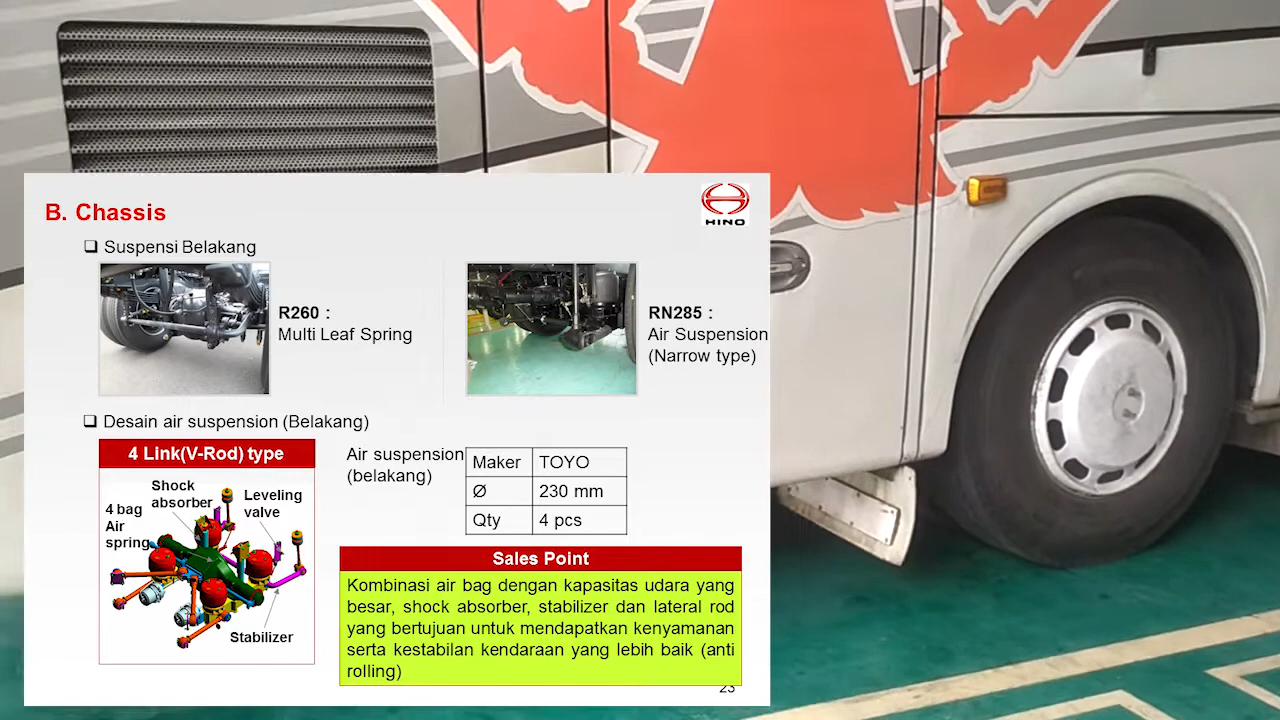 B. Chassis
HINO
❑ Suspensi Belakang
R260 :
Multi Leaf Spring
RN285 :
Air Suspension
(Narrow type)
❑ Desain air suspension (Belakang)
4 Link(V-Rod) type
Shock
absorber
Leveling
valve
4 bag
Air
spring
Stabilizer
Air suspension
(belakang)
Maker TOYO
Ø 230 mm
Qty 4 pcs
Sales Point
Kombinasi air bag dengan kapasitas udara yang
besar, shock absorber, stabilizer dan lateral rod
yang bertujuan untuk mendapatkan kenyamanan
serta kestabilan kendaraan yang lebih baik (anti
rolling)
23